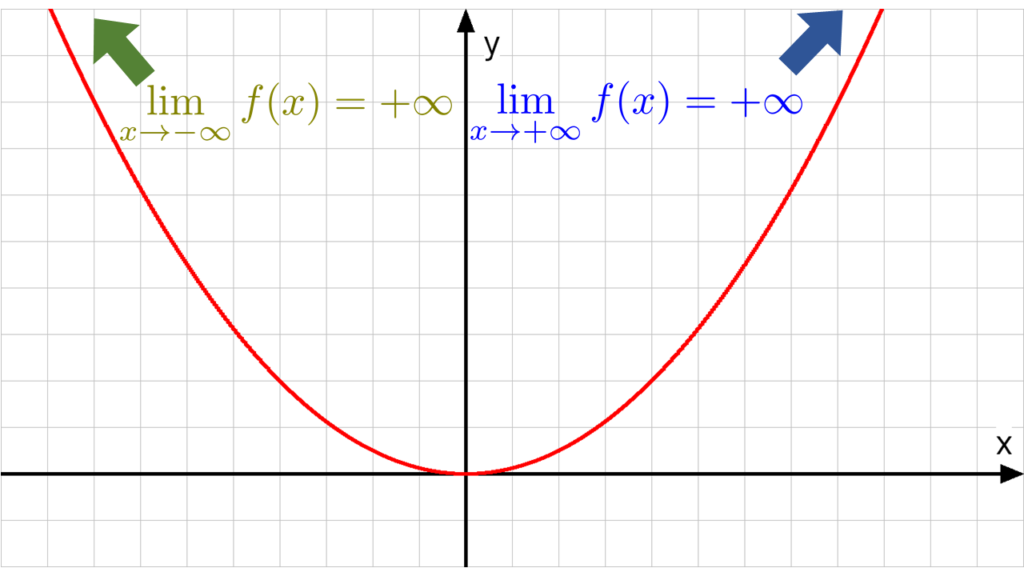 y
lim f(x) = +∞
x→−∞
lim f(x) = +∞
x→+∞
x